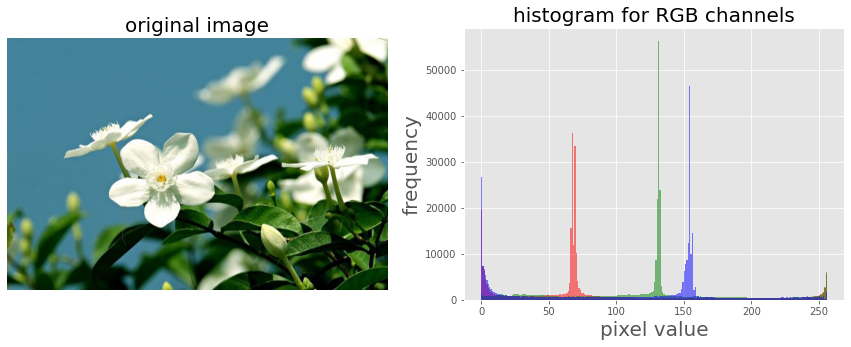 original image
histogram for RGB channels
frequency
50000
40000
30000
20000
10000
0
0 50 100 150 200 250
pixel value